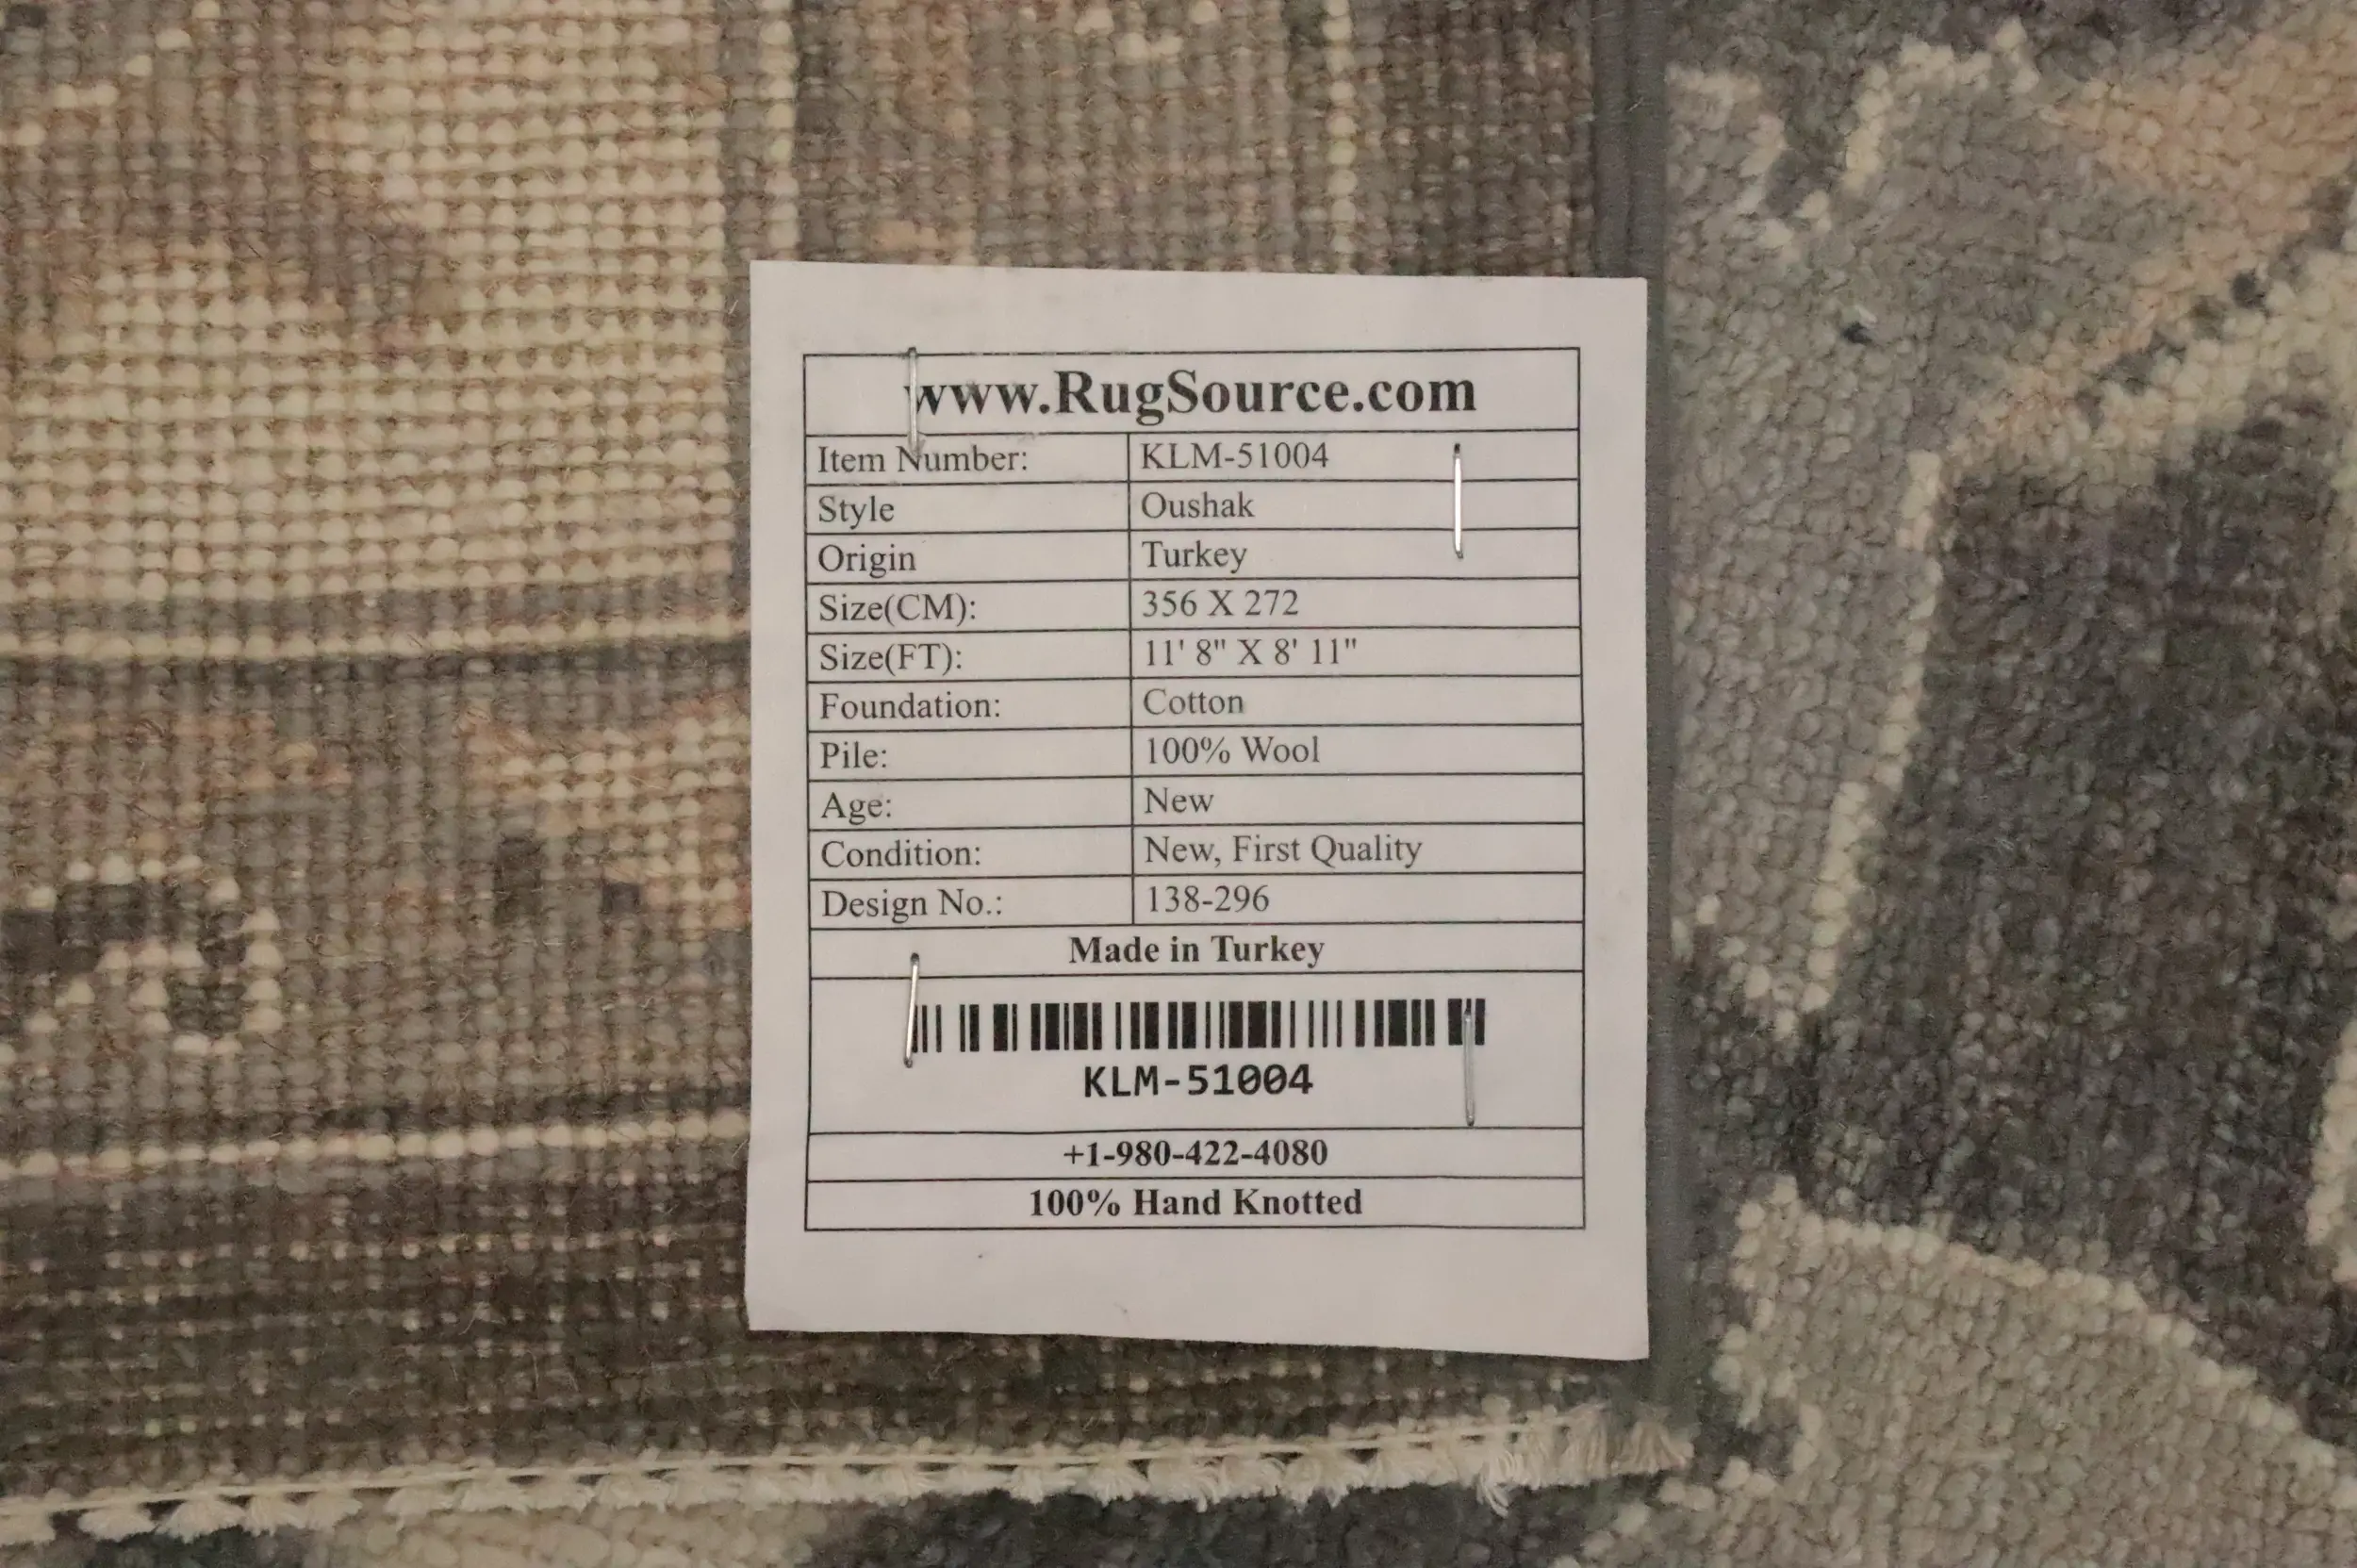 www.RugSource.com
Item Number: KLM-51004
Style Oushak
Origin Turkey
Size(CM): 356 X 272
Size(FT): 11' 8" X 8' 11"
Foundation: Cotton
Pile: 100% Wool
Age: New
Condition: New, First Quality
Design No.: 138-296
Made in Turkey
KLM-51004
+1-980-422-4080
100% Hand Knotted